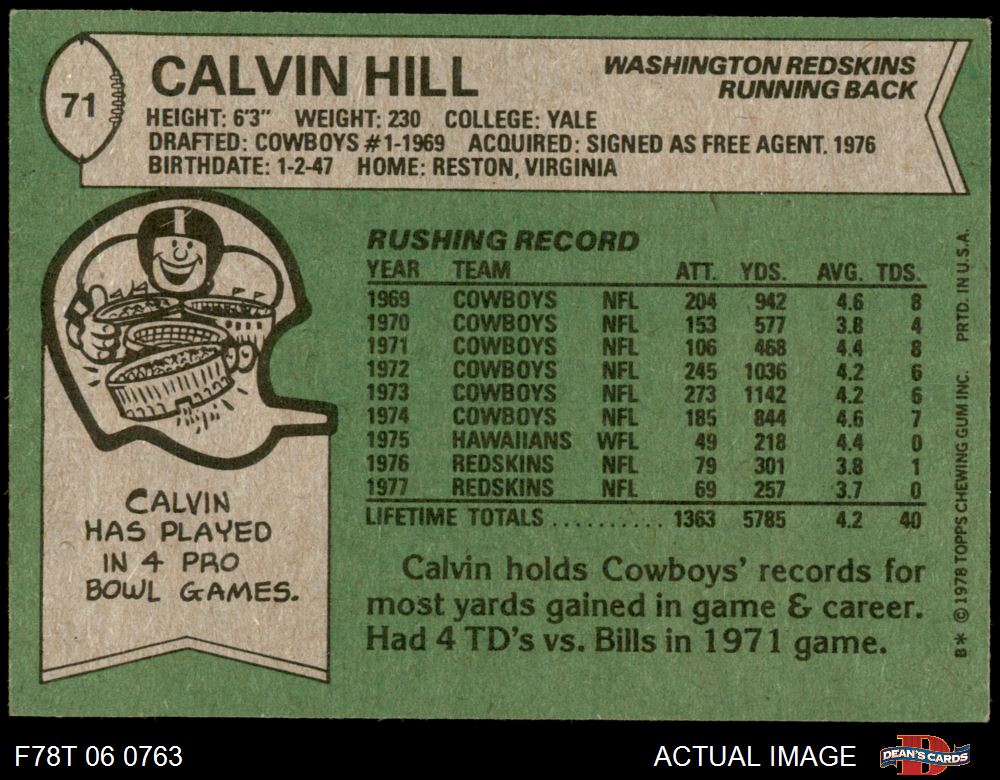 71
CALVIN HILL
WASHINGTON REDSKINS
RUNNING BACK
HEIGHT: 6'3" WEIGHT: 230 COLLEGE: YALE
DRAFTED: COWBOYS #1-1969 ACQUIRED: SIGNED AS FREE AGENT. 1976
BIRTHDATE: 1-2-47 HOME: RESTON, VIRGINIA
CALVIN
HAS PLAYED
IN 4 PRO
BOWL GAMES.
RUSHING RECORD
YEAR TEAM ATT. YDS. AVG. TDS.
1969 COWBOYS NFL 204 942 4.6 8
1970 COWBOYS NFL 153 577 3.8 4
1971 COWBOYS NFL 106 468 4.4 8
1972 COWBOYS NFL 245 1036 4.2 6
1973 COWBOYS NFL 273 1142 4.2 6
1974 COWBOYS NFL 185 844 4.6 7
1975 HAWAIIANS WFL 49 218 4.4 0
1976 REDSKINS NFL 79 301 3.8 1
1977 REDSKINS NFL 69 257 3.7 0
LIFETIME TOTALS .......... 1363 5785 4.2 40
Calvin holds Cowboys' records for
most yards gained in game & career.
Had 4 TD's vs. Bills in 1971 game.
B* © 1978 TOPPS CHEWING GUM INC. PRTD. IN U.S.A.
F78T 06 0763
ACTUAL IMAGE
D
DEAN'S CARDS